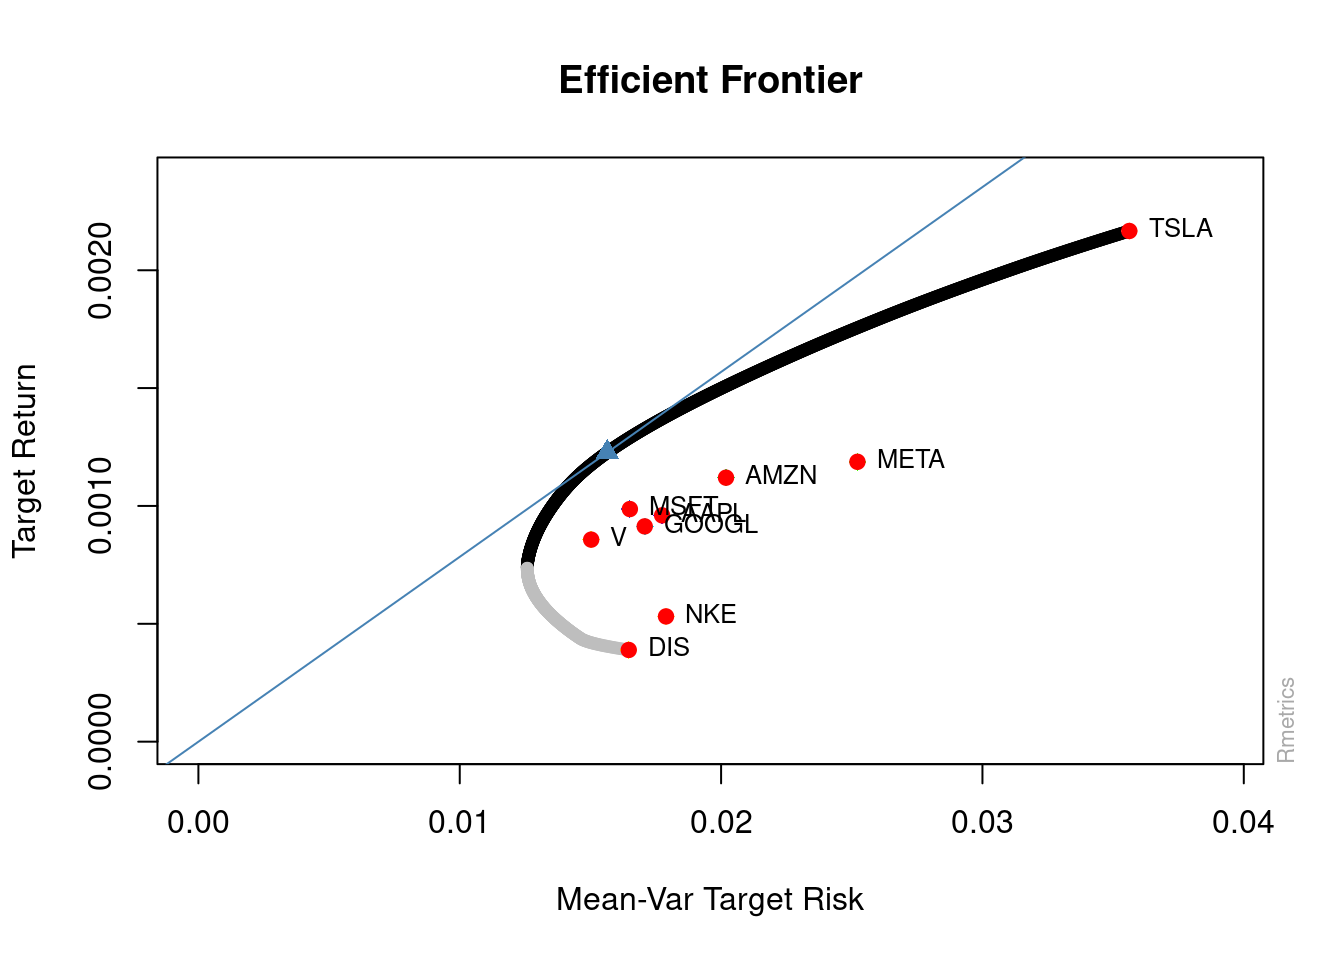 Efficient Frontier
Target Return
0.0020
0.0010
0.0000
TSLA
META
AMZN
MSFT
AAPL
GOOGL
V
NKE
DIS
Rmetrics
0.00 0.01 0.02 0.03 0.04
Mean-Var Target Risk